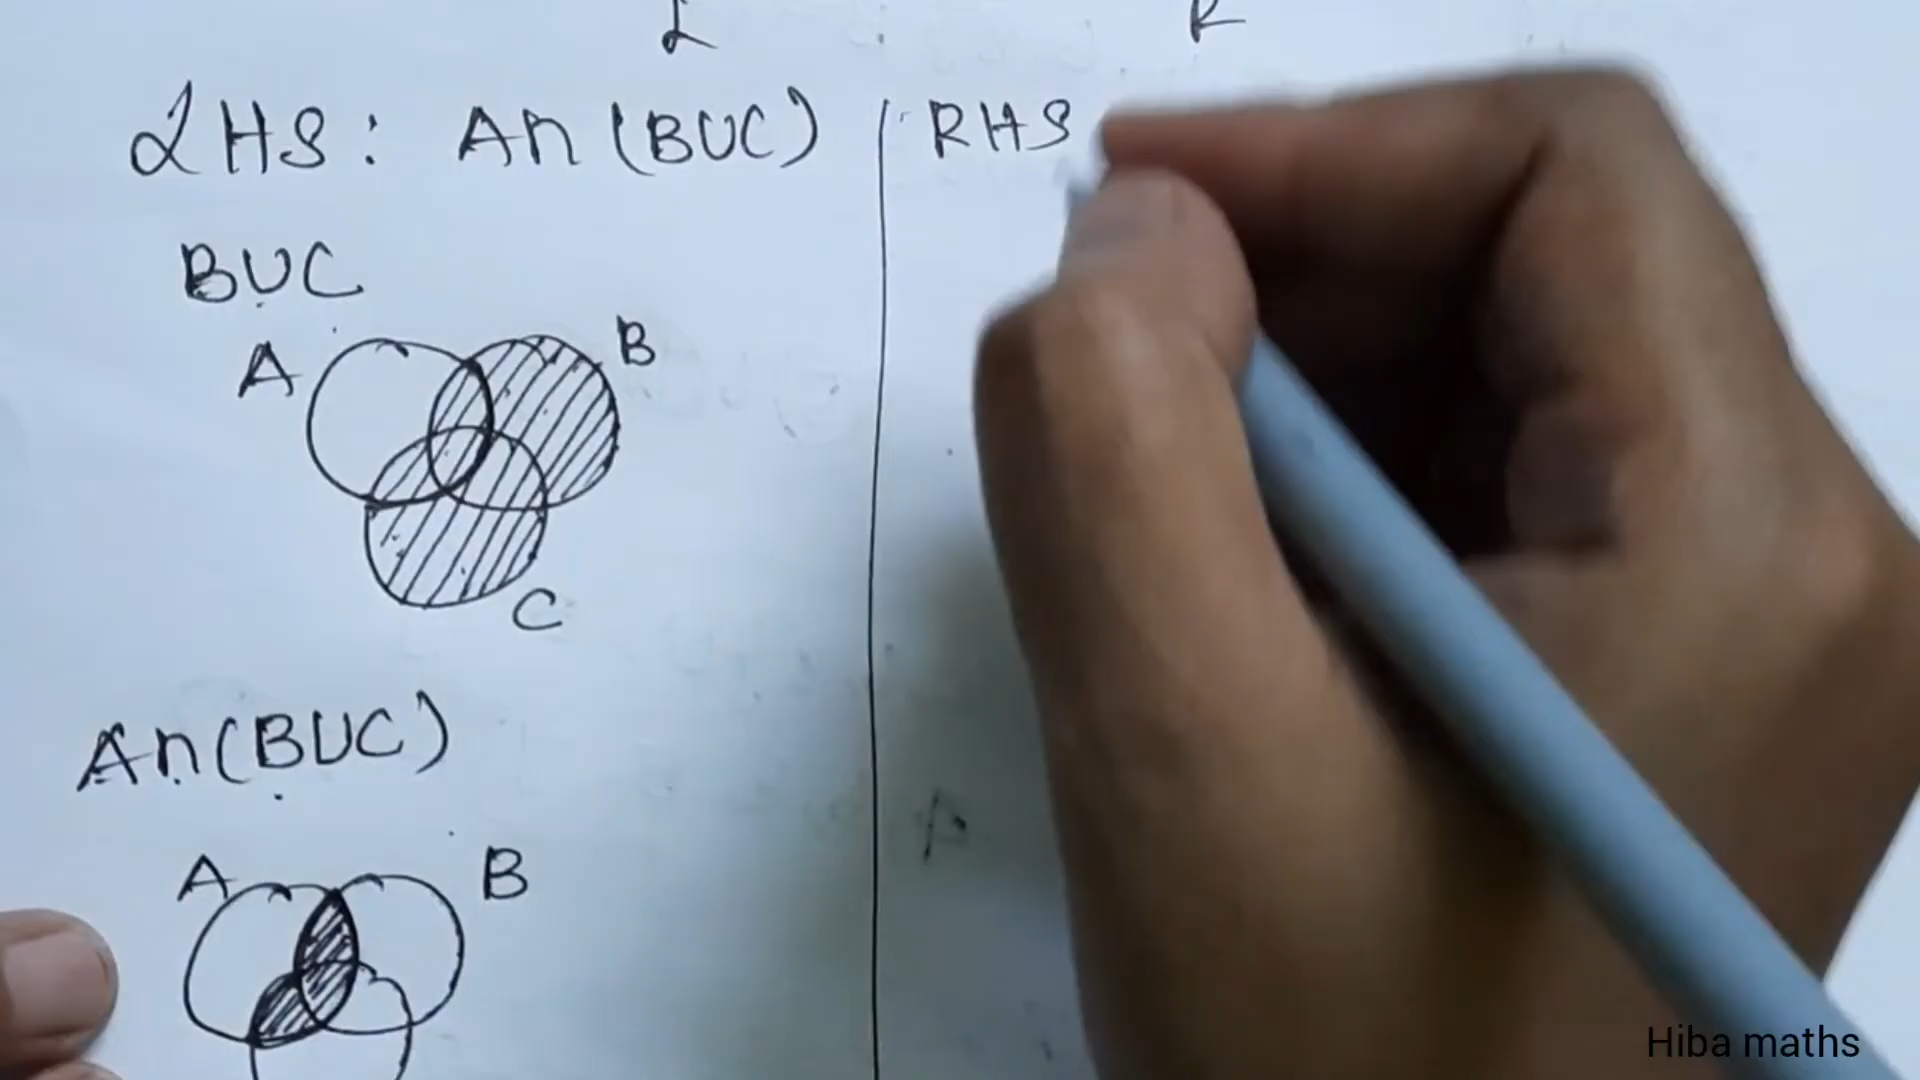 L R
LHS : A∩(B∪C) RHS
B∪C
A B
C
A∩(B∪C)
A B
Hiba maths